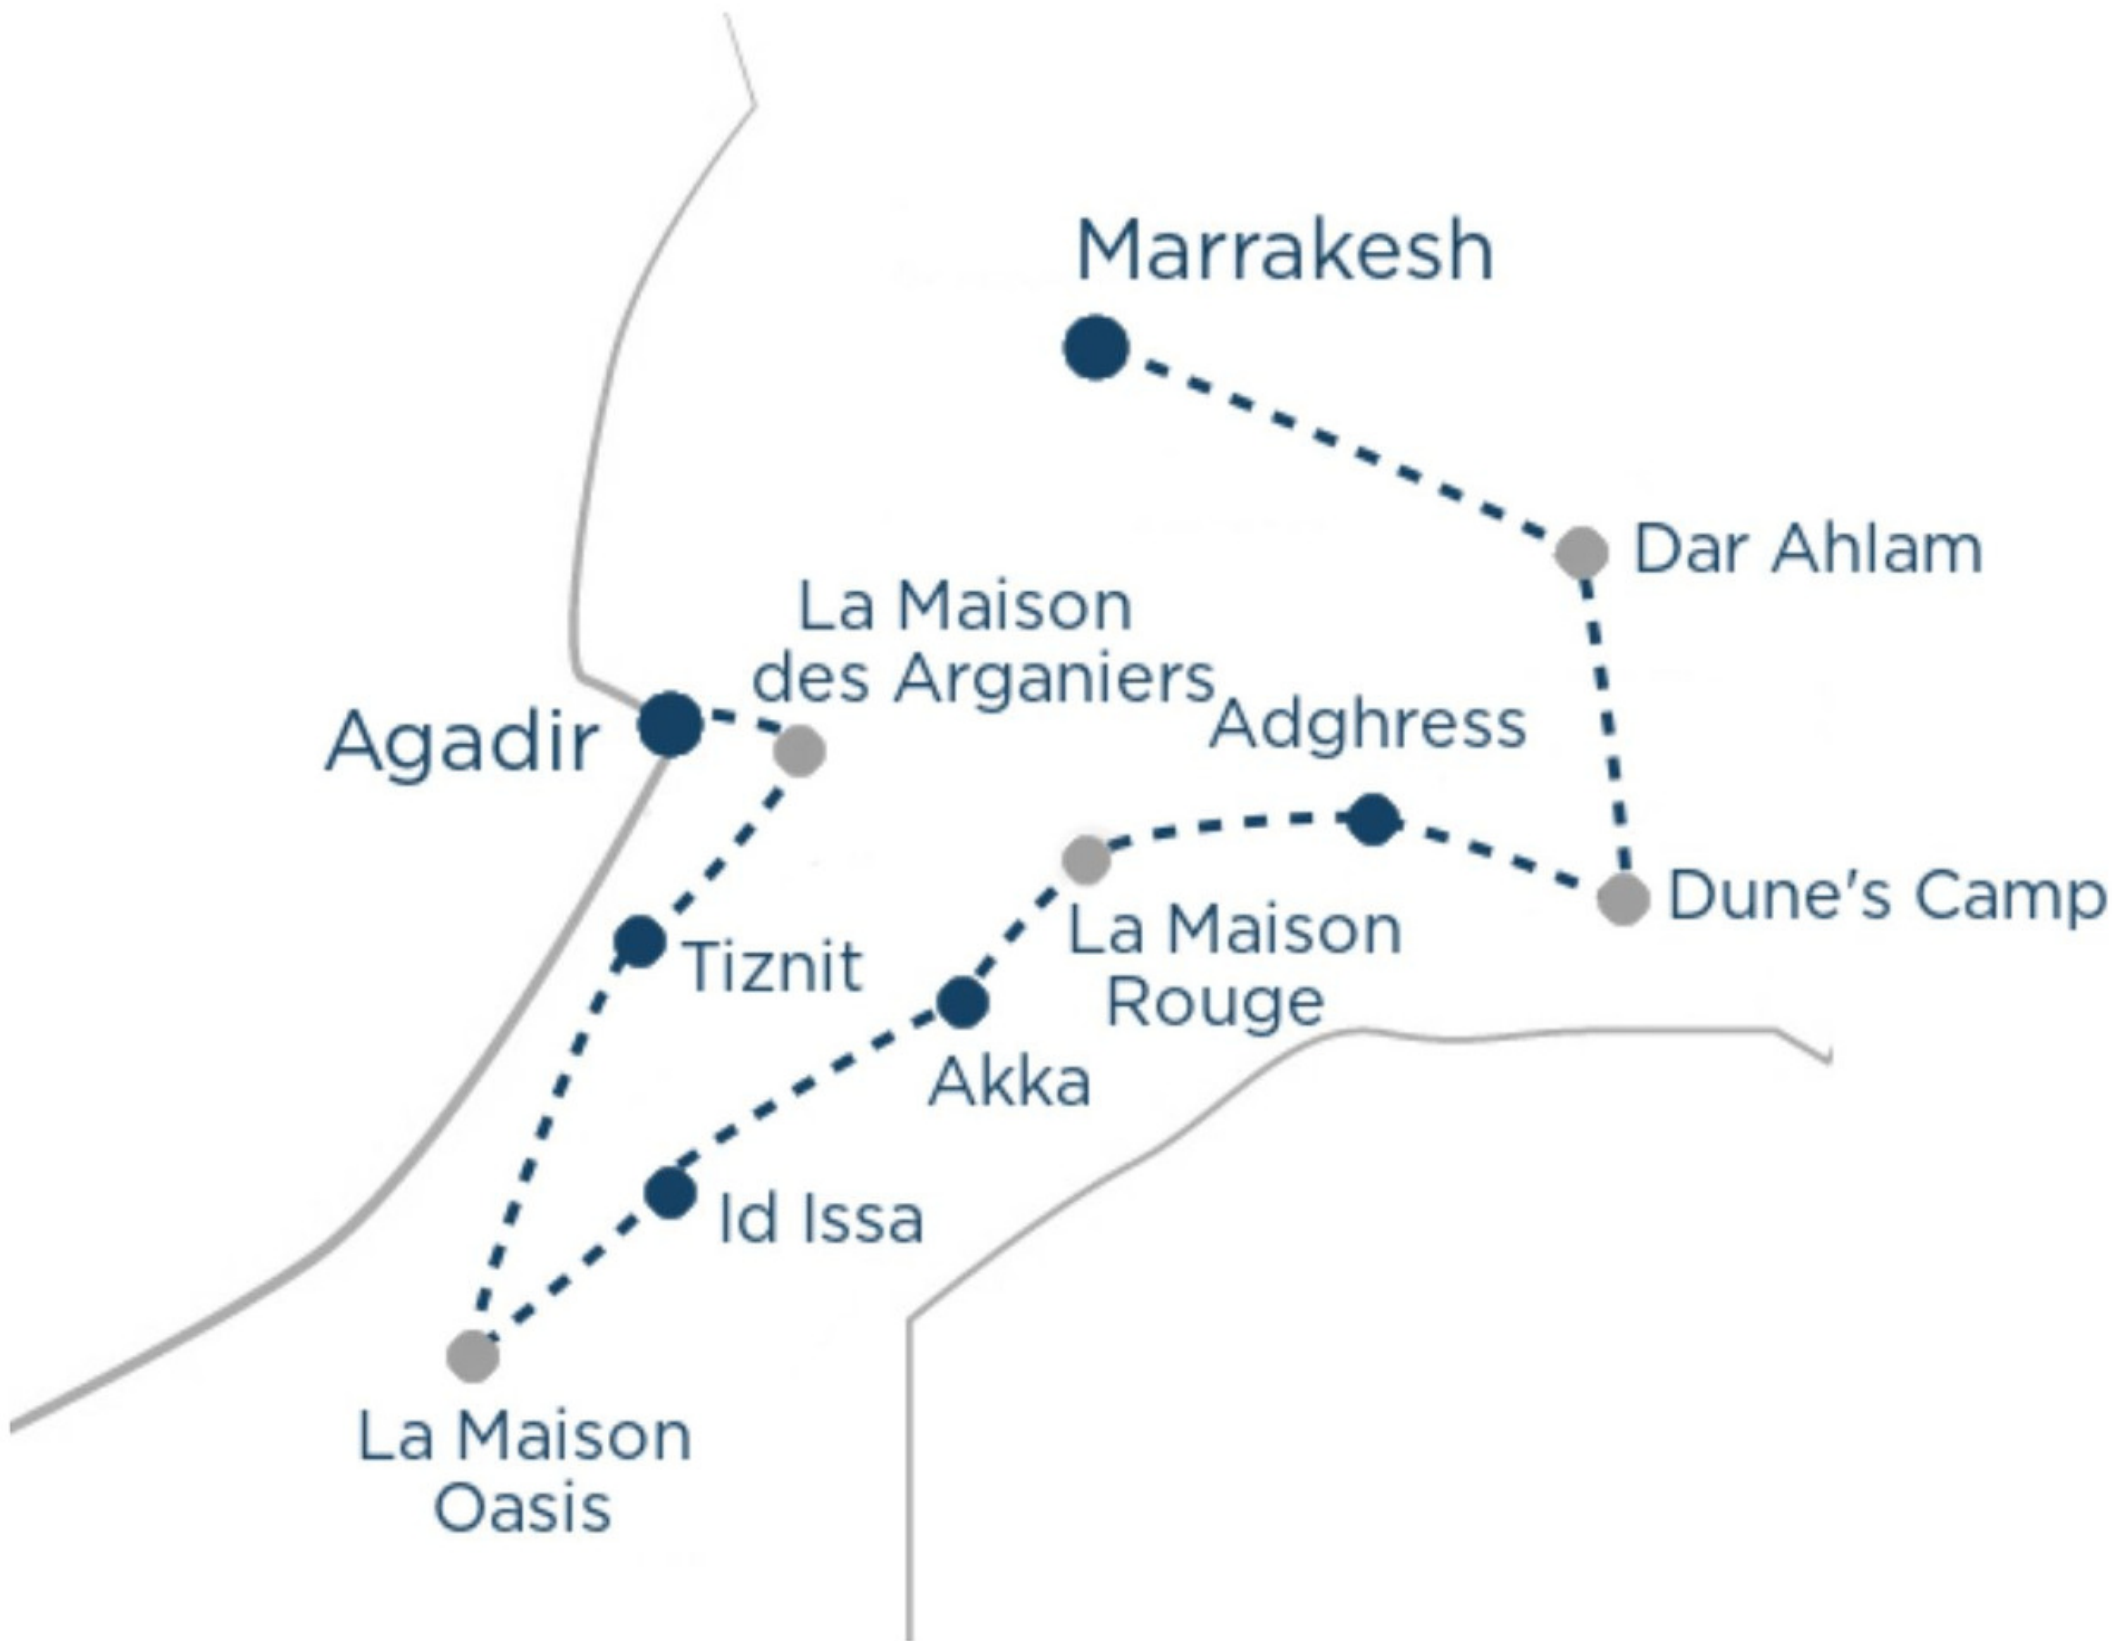 Marrakesh
Dar Ahlam
La Maison
des Arganiers
Adghress
Agadir
Dune's Camp
La Maison
Rouge
Tiznit
Akka
Id Issa
La Maison
Oasis